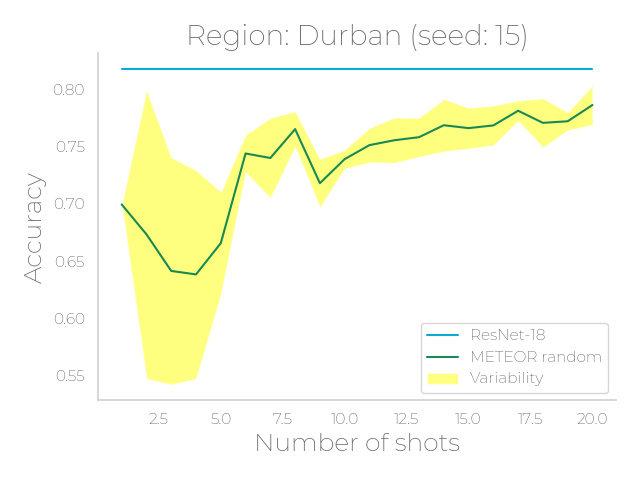 Region: Durban (seed: 15)
Accuracy
0.80
0.75
0.70
0.65
0.60
0.55
ResNet-18
METEOR random
Variability
2.5 5.0 7.5 10.0 12.5 15.0 17.5 20.0
Number of shots